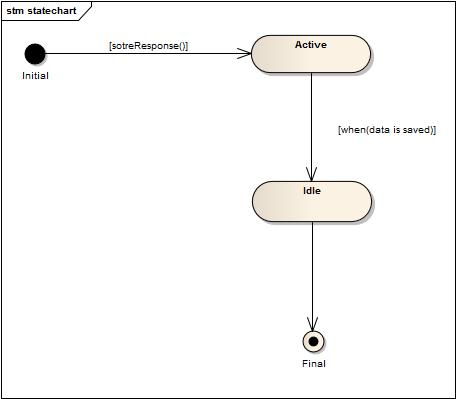 stm statechart
[sotreResponse()]
Active
Initial
[when(data is saved)]
Idle
Final